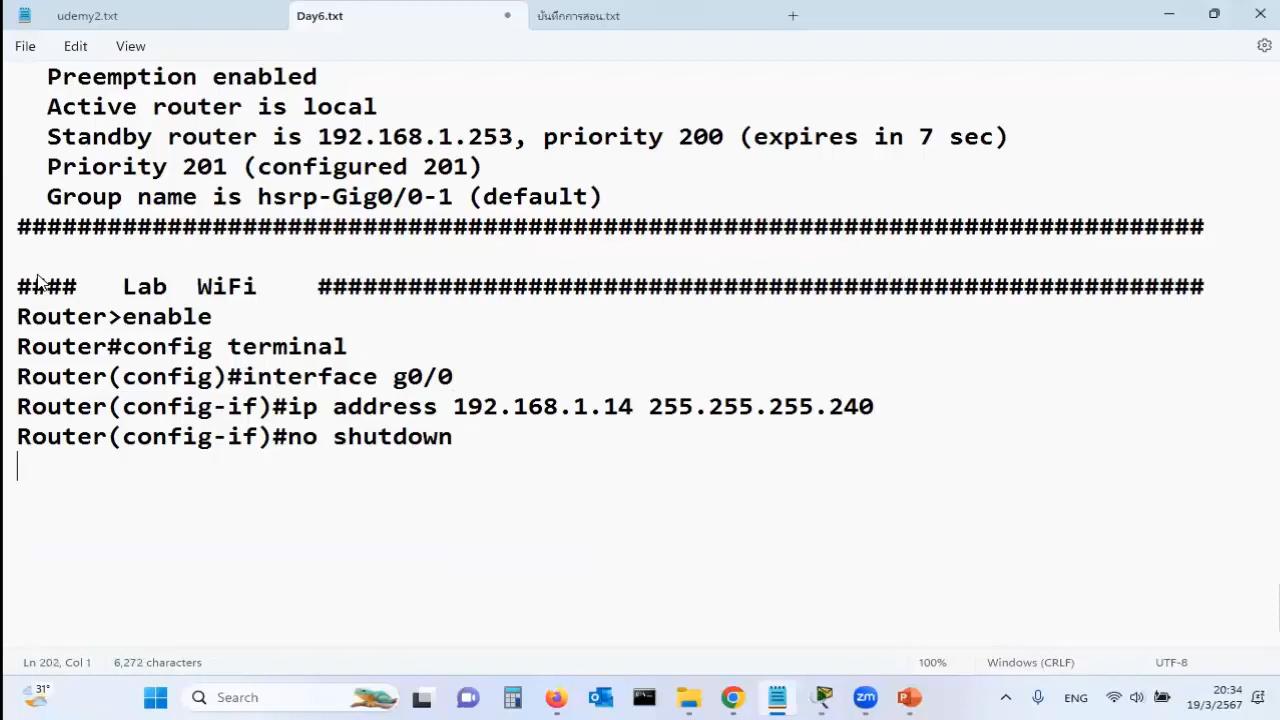 udemy2.txt
Day6.txt
บันทึกการสอน.txt
File Edit View
Preemption enabled
Active router is local
Standby router is 192.168.1.253, priority 200 (expires in 7 sec)
Priority 201 (configured 201)
Group name is hsrp-Gig0/0-1 (default)
###############################################################################
#### Lab WiFi ###########################################################
Router>enable
Router#config terminal
Router(config)#interface g0/0
Router(config-if)#ip address 192.168.1.14 255.255.255.240
Router(config-if)#no shutdown
Ln 202, Col 1 6,272 characters 100% Windows (CRLF) UTF-8
31° Search zm ENG 20:34
19/3/2567